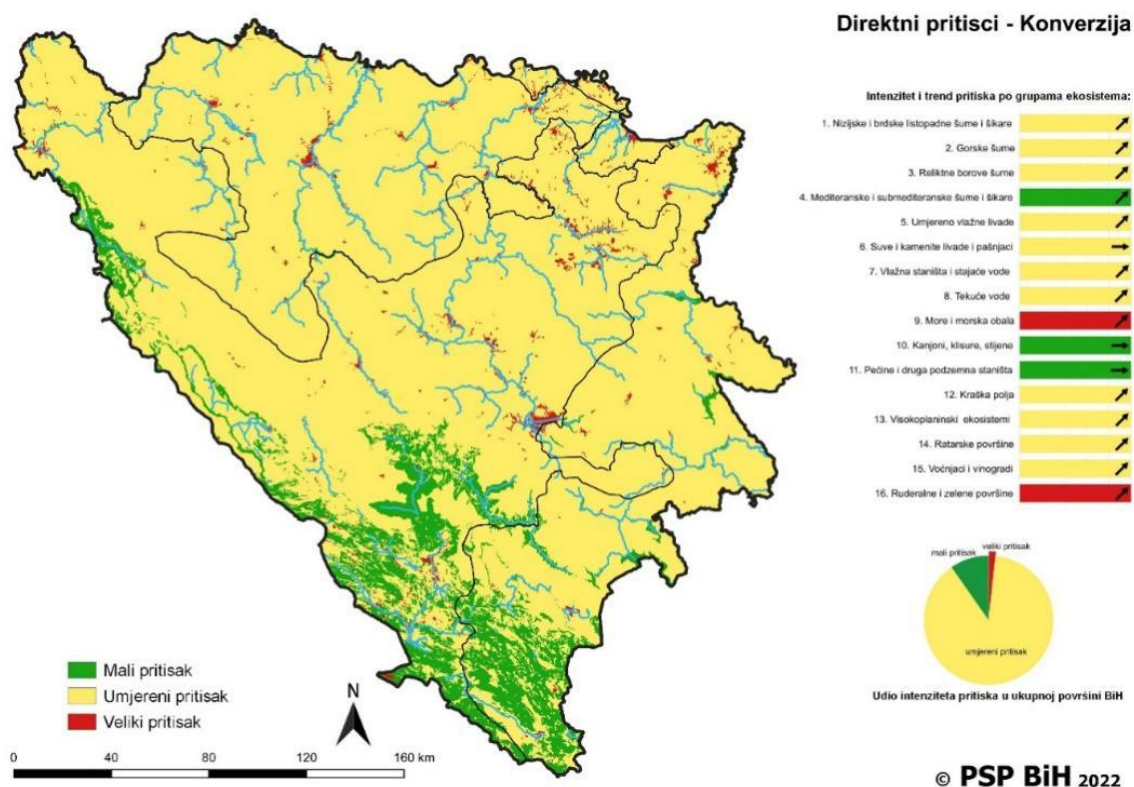 Direktni pritisci - Konverzija
Intenzitet i trend pritiska po grupama ekosistema:
1. Nizijske i brdske listopadne šume i šikare
2. Gorske šume
3. Reliktne borove šume
4. Mediteranske i submediteranske šume i šikare
5. Umjereno vlažne livade
6. Suve i kamenite livade i pašnjaci
7. Vlažna staništa i stajaće vode
8. Tekuće vode
9. More i morska obala
10. Kanjoni, klisure, stijene
11. Pećine i druga podzemna staništa
12. Kraška polja
13. Visokoplaninski ekosistemi
14. Ratarske površine
15. Voćnjaci i vinogradi
16. Ruderalne i zelene površine
mali pritisak
veliki pritisak
umjereni pritisak
Udio intenziteta pritiska u ukupnoj površini BiH
Mali pritisak
Umjereni pritisak
Veliki pritisak
N
0 40 80 120 160 km
© PSP BiH 2022